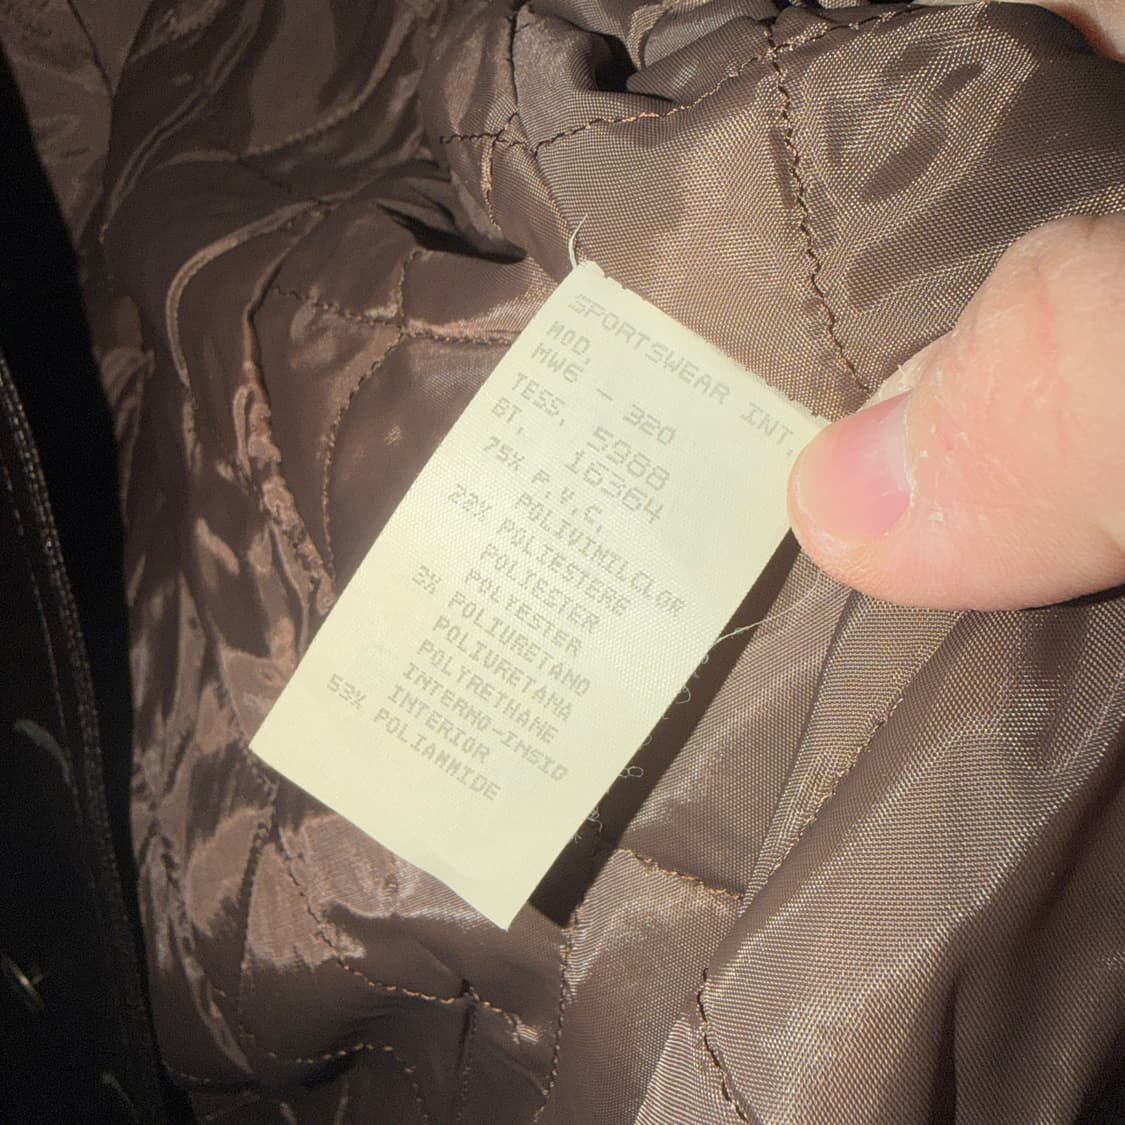 SPORTSWEAR INT.
MOD.
MW6 - 320
TESS. 5988
BT. 16364
75% P.V.C.
POLIVINILCLOR
22% POLIESTERE
POLIESTER
POLYESTER
3% POLIURETANO
POLIURETANA
POLYRETHANE
INTERNO-INSID
INTERIOR
53% POLIAMMIDE